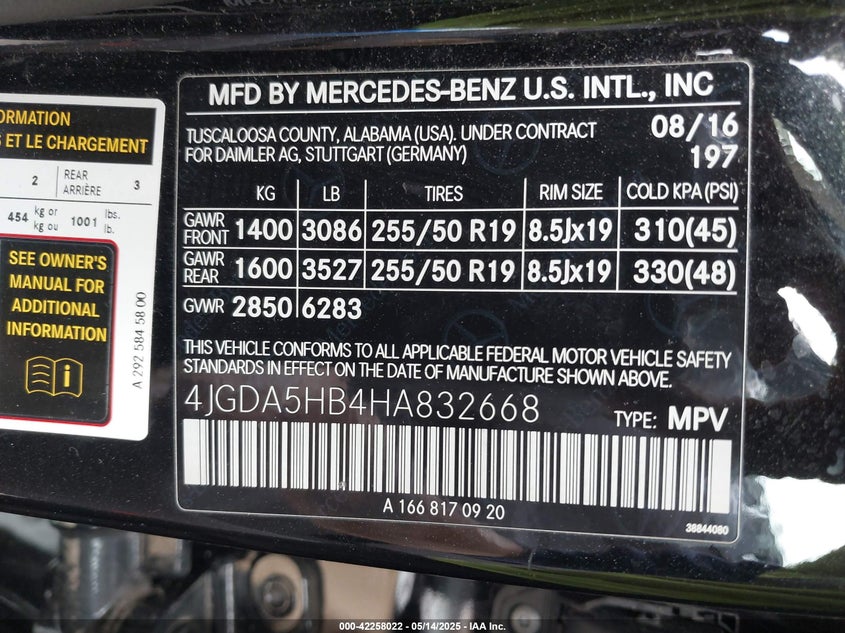 ORMATION
S ET LE CHARGEMENT
2 REAR ARRIÈRE 3
454 kg or kg ou 1001 lbs. lb.
SEE OWNER'S
MANUAL FOR
ADDITIONAL
INFORMATION
A 292 584 58 00
MFD BY MERCEDES-BENZ U.S. INTL., INC
TUSCALOOSA COUNTY, ALABAMA (USA). UNDER CONTRACT 08/16
FOR DAIMLER AG, STUTTGART (GERMANY) 197
KG LB TIRES RIM SIZE COLD KPA(PSI)
GAWR FRONT 1400 3086 255/50 R19 8.5Jx19 310(45)
GAWR REAR 1600 3527 255/50 R19 8.5Jx19 330(48)
GVWR 2850 6283
THIS VEHICLE CONFORMS TO ALL APPLICABLE FEDERAL MOTOR VEHICLE SAFETY
STANDARDS IN EFFECT ON THE DATE OF MANUFACTURE SHOWN ABOVE.
4JGDA5HB4HA832668 TYPE: MPV
A 166 817 09 20
38844080
000-42258022 - 05/14/2025 - IAA Inc.